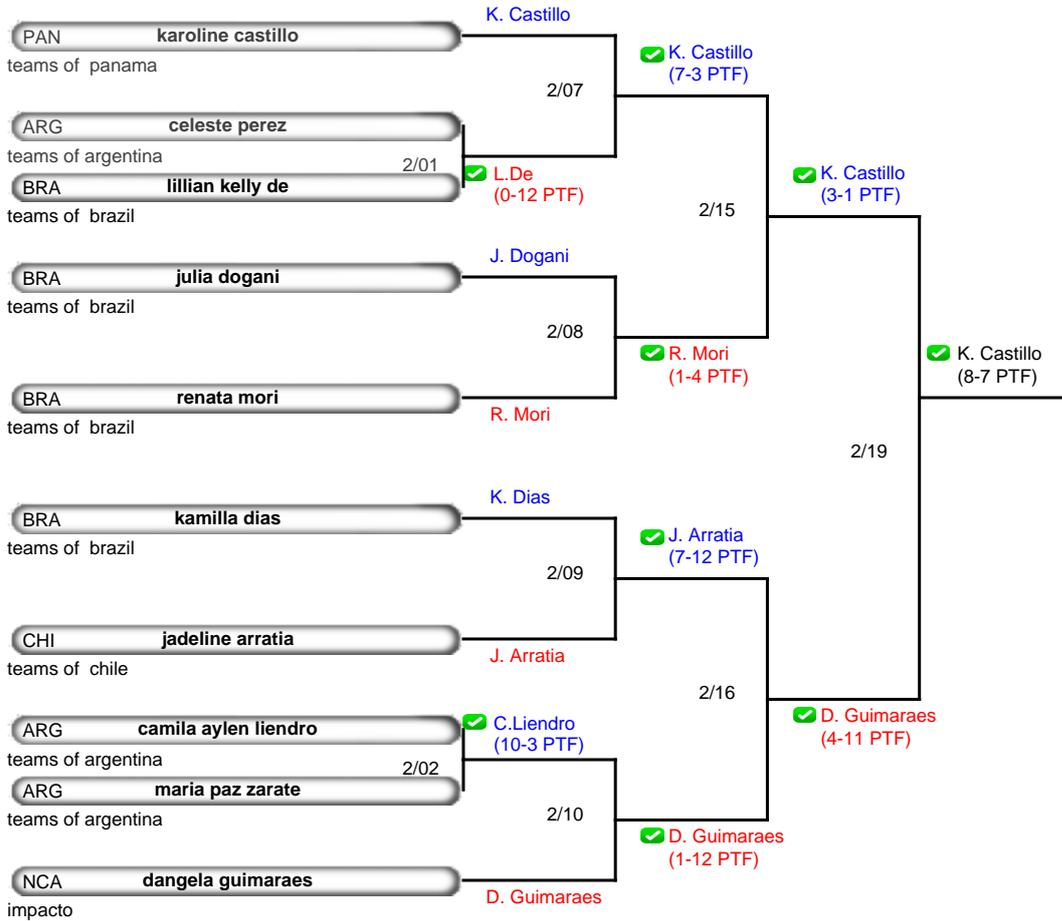 K. Castillo
PAN karoline castillo
K. Castillo
(7-3 PTF)
teams of panama
2/07
ARG celeste perez
teams of argentina
2/01
BRA lillian kelly de
L.De
(0-12 PTF)
K. Castillo
(3-1 PTF)
teams of brazil
2/15
J. Dogani
BRA julia dogani
teams of brazil
2/08
R. Mori
(1-4 PTF)
K. Castillo
(8-7 PTF)
BRA renata mori
R. Mori
teams of brazil
2/19
K. Dias
BRA kamilla dias
J. Arratia
(7-12 PTF)
teams of brazil
2/09
CHI jadeline arratia
J. Arratia
teams of chile
2/16
ARG camila aylen liendro
C.Liendro
(10-3 PTF)
D. Guimaraes
(4-11 PTF)
teams of argentina
2/02
ARG maria paz zarate
teams of argentina
2/10
D. Guimaraes
(1-12 PTF)
NCA dangela guimaraes
D. Guimaraes
impacto